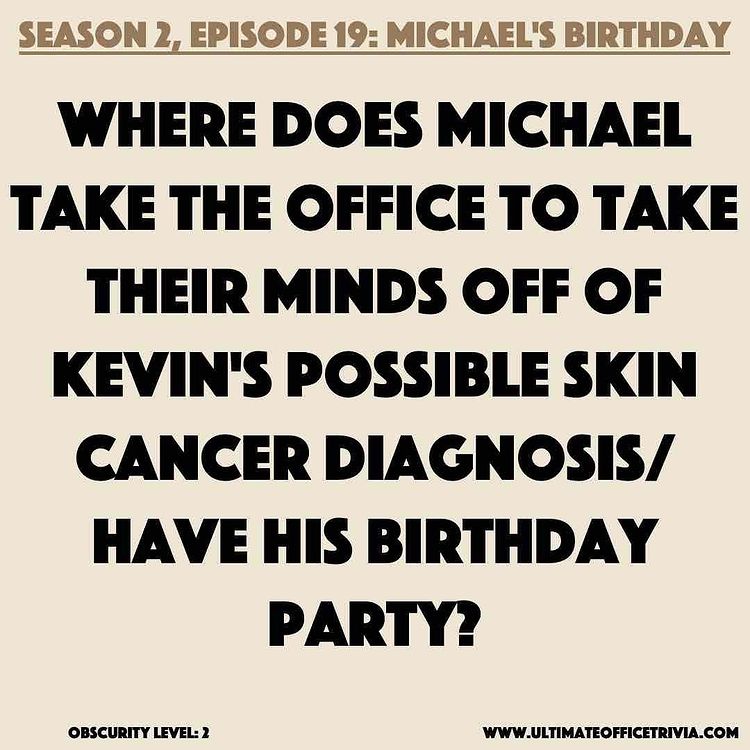 SEASON 2, EPISODE 19: MICHAEL'S BIRTHDAY
WHERE DOES MICHAEL
TAKE THE OFFICE TO TAKE
THEIR MINDS OFF OF
KEVIN'S POSSIBLE SKIN
CANCER DIAGNOSIS/
HAVE HIS BIRTHDAY
PARTY?
OBSCURITY LEVEL: 2
WWW.ULTIMATEOFFICETRIVIA.COM